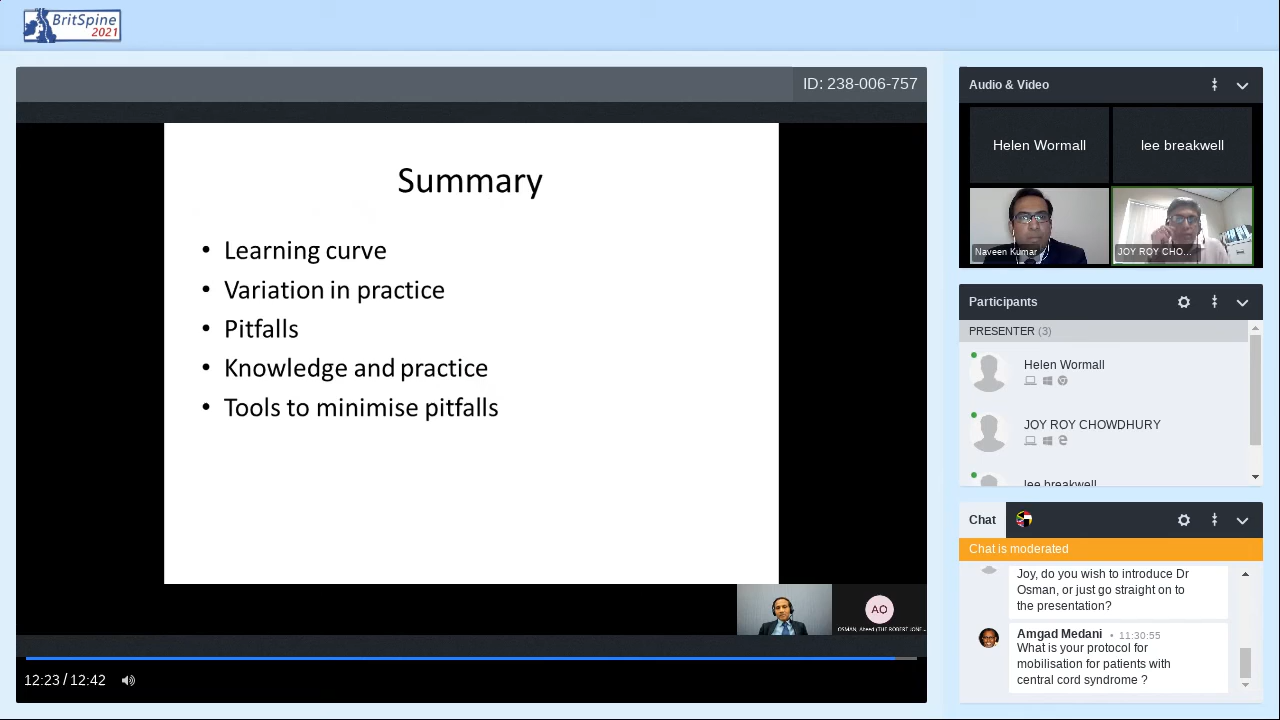 BritSpine
2021
ID: 238-006-757
Summary
• Learning curve
• Variation in practice
• Pitfalls
• Knowledge and practice
• Tools to minimise pitfalls
AO
12:23 / 12:42
Audio & Video
Helen Wormall
lee breakwell
Naveen Kumar
JOY ROY CHO...
Participants
PRESENTER (3)
Helen Wormall
JOY ROY CHOWDHURY
lee breakwell
Chat
Chat is moderated
Joy, do you wish to introduce Dr
Osman, or just go straight on to
the presentation?
Amgad Medani • 11:30:55
What is your protocol for
mobilisation for patients with
central cord syndrome ?